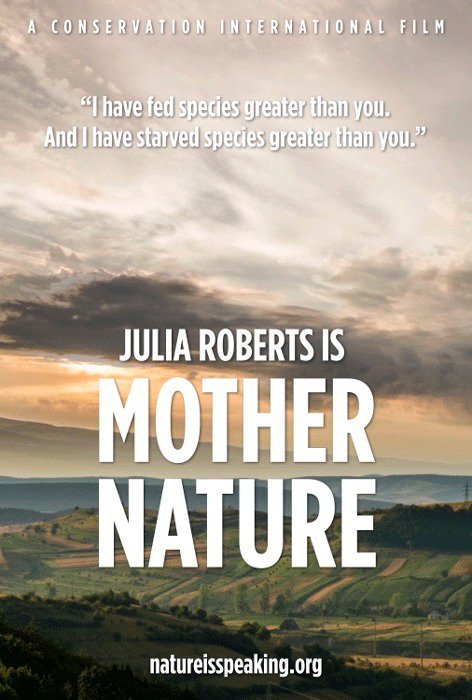 A CONSERVATION INTERNATIONAL FILM
“I have fed species greater than you.
And I have starved species greater than you.”
JULIA ROBERTS IS
MOTHER
NATURE
natureisspeaking.org